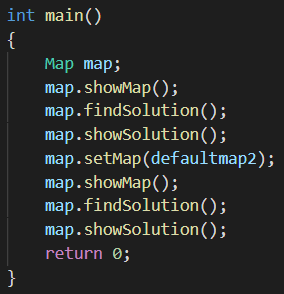 int main()
{
    Map map;
    map.showMap();
    map.findSolution();
    map.showSolution();
    map.setMap(defaultmap2);
    map.showMap();
    map.findSolution();
    map.showSolution();
    return 0;
}